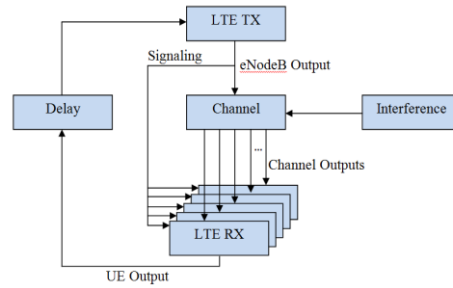 LTE TX
Signaling
eNodeB Output
Delay
Channel
Interference
...
Channel Outputs
LTE RX
UE Output